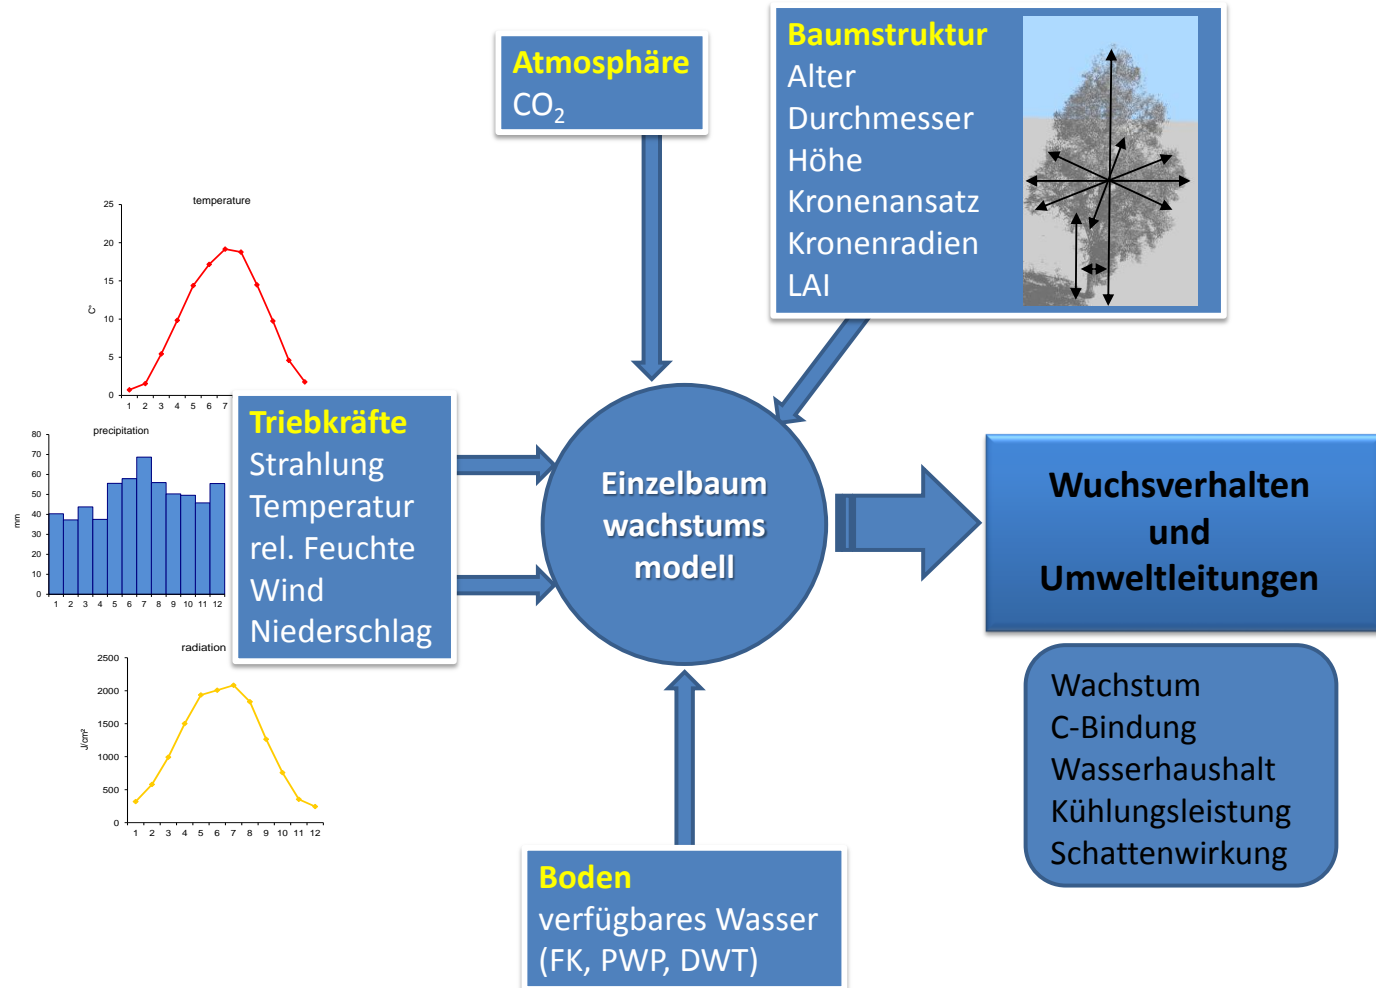 Atmosphäre
CO₂
Baumstruktur
Alter
Durchmesser
Höhe
Kronenansatz
Kronenradien
LAI
temperature
25
20
15
10
5
0
C°
1 2 3 4 5 6 7
precipitation
80
70
60
50
40
30
20
10
0
mm
1 2 3 4 5 6 7 8 9 10 11 12
radiation
2500
2000
1500
1000
500
0
J/cm²
1 2 3 4 5 6 7 8 9 10 11 12
Triebkräfte
Strahlung
Temperatur
rel. Feuchte
Wind
Niederschlag
Einzelbaum
wachstums
modell
Wuchsverhalten
und
Umweltleitungen
Wachstum
C-Bindung
Wasserhaushalt
Kühlungsleistung
Schattenwirkung
Boden
verfügbares Wasser
(FK, PWP, DWT)